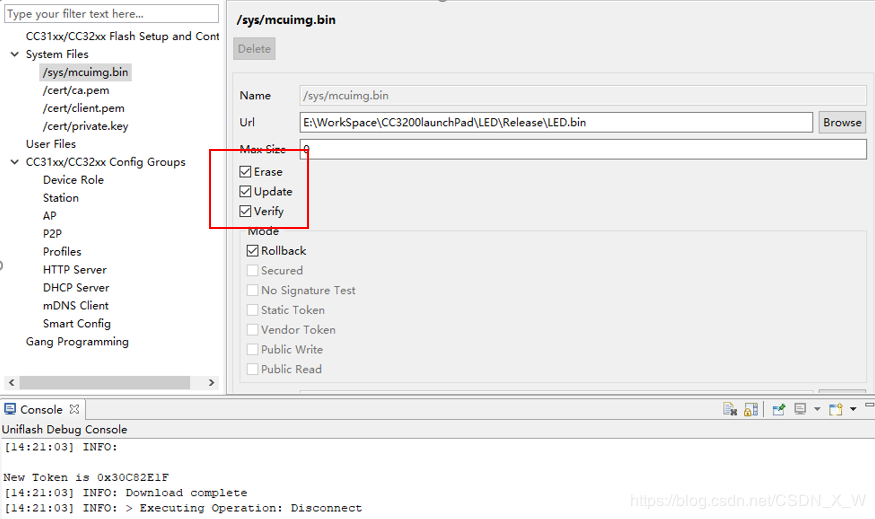 Type your filter text here...
CC31xx/CC32xx Flash Setup and Cont
System Files
/sys/mcuimg.bin
/cert/ca.pem
/cert/client.pem
/cert/private.key
User Files
CC31xx/CC32xx Config Groups
Device Role
Station
AP
P2P
Profiles
HTTP Server
DHCP Server
mDNS Client
Smart Config
Gang Programming
/sys/mcuimg.bin
Delete
Name /sys/mcuimg.bin
Url E:\WorkSpace\CC3200launchPad\LED\Release\LED.bin Browse
Max Size 0
Erase
Update
Verify
Mode
Rollback
Secured
No Signature Test
Static Token
Vendor Token
Public Write
Public Read
Console
Uniflash Debug Console
[14:21:03] INFO:
New Token is 0x30C82E1F
[14:21:03] INFO: Download complete
[14:21:03] INFO: > Executing Operation: Disconnect
https://blog.csdn.net/CSDN_X_W